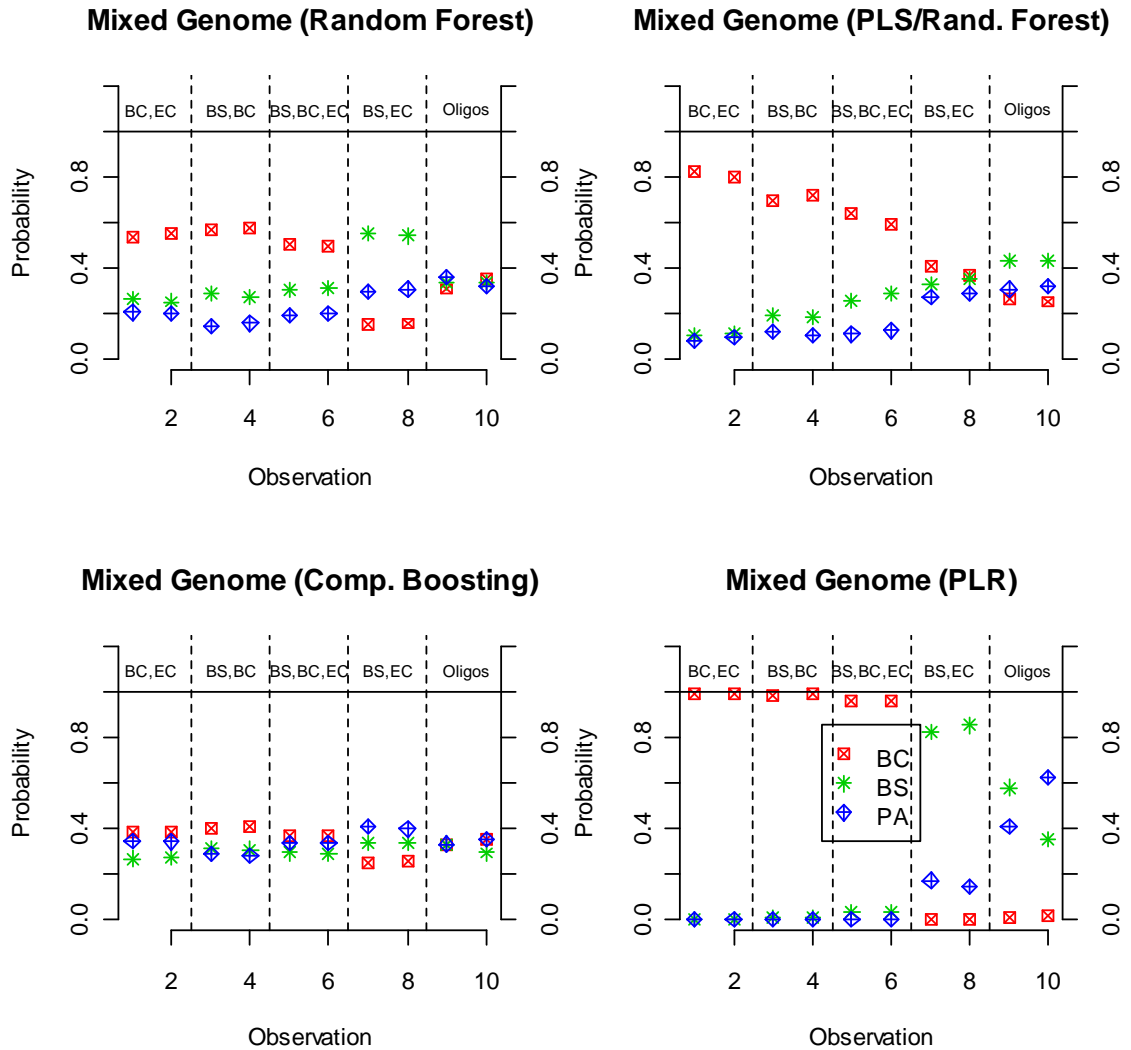 Mixed Genome (Random Forest)
BC,EC BS,BC BS,BC,EC BS,EC Oligos
Probability
0.0 0.4 0.8
0.0 0.4 0.8
2 4 6 8 10
Observation
Mixed Genome (PLS/Rand. Forest)
BC,EC BS,BC BS,BC,EC BS,EC Oligos
Probability
0.0 0.4 0.8
0.0 0.4 0.8
2 4 6 8 10
Observation
Mixed Genome (Comp. Boosting)
BC,EC BS,BC BS,BC,EC BS,EC Oligos
Probability
0.0 0.4 0.8
0.0 0.4 0.8
2 4 6 8 10
Observation
Mixed Genome (PLR)
BC,EC BS,BC BS,BC,EC BS,EC Oligos
Probability
0.0 0.4 0.8
0.0 0.4 0.8
BC
BS
PA
2 4 6 8 10
Observation